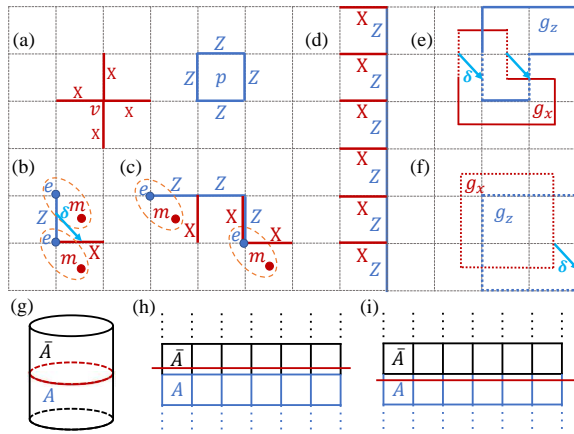 (a)
X
X
v
x
X
Z
Z
p
Z
Z
(d)
X
Z
X
Z
X
Z
X
Z
X
Z
X
Z
(e)
g_z
δ
g_x
(b)
e
m
Z
δ
e
m
X
(c)
e
Z
Z
m
X
X
Z
e
X
m
(f)
g_x
g_z
δ
(g)
Ā
A
(h)
Ā
A
(i)
Ā
A